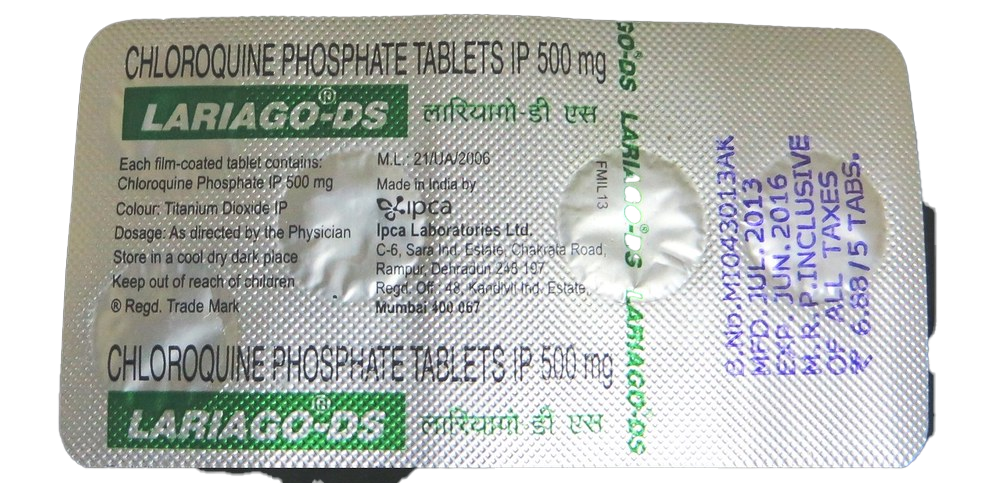 CHLOROQUINE PHOSPHATE TABLETS IP 500 mg
LARIAGO®-DS लारियागो-डी एस
Each film-coated tablet contains:
Chloroquine Phosphate IP 500 mg
Colour: Titanium Dioxide IP
Dosage: As directed by the Physician
Store in a cool dry dark place
Keep out of reach of children
® Regd. Trade Mark
M.L.: 21/UA/2006
Made in India by
ipca
Ipca Laboratories Ltd.
C-6, Sara Ind. Estate, Chakrata Road,
Rampur, Dehradun 248 197
Regd. Off.: 48, Kandivli Ind. Estate,
Mumbai 400 067
CHLOROQUINE PHOSPHATE TABLETS IP 500 mg
LARIAGO®-DS लारियागो-डी एस
FMIL13
GO®-DS LARIAGO®-DS LARIAGO®-DS
B.NO.MI043013AK
MFD. JUL.2013
EXP. JUN.2016
M.R.P.INCLUSIVE
OF ALL TAXES
6.88/5 TABS.